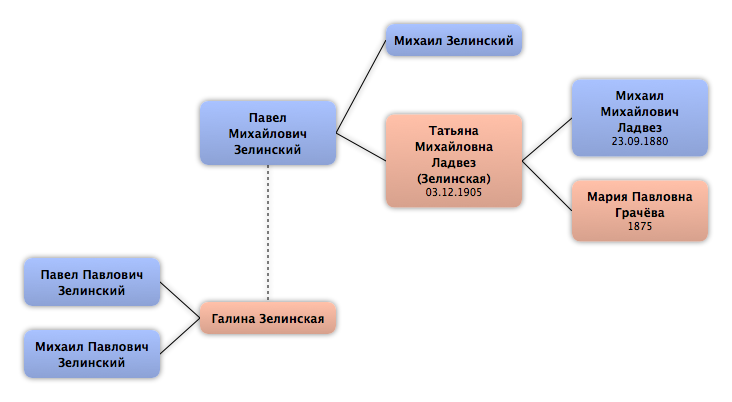 Михаил Зелинский
Павел
Михайлович
Зелинский
Татьяна
Михайловна
Ладвез
(Зелинская)
03.12.1905
Михаил
Михайлович
Ладвез
23.09.1880
Мария Павловна
Грачёва
1875
Павел Павлович
Зелинский
Галина Зелинская
Михаил Павлович
Зелинский